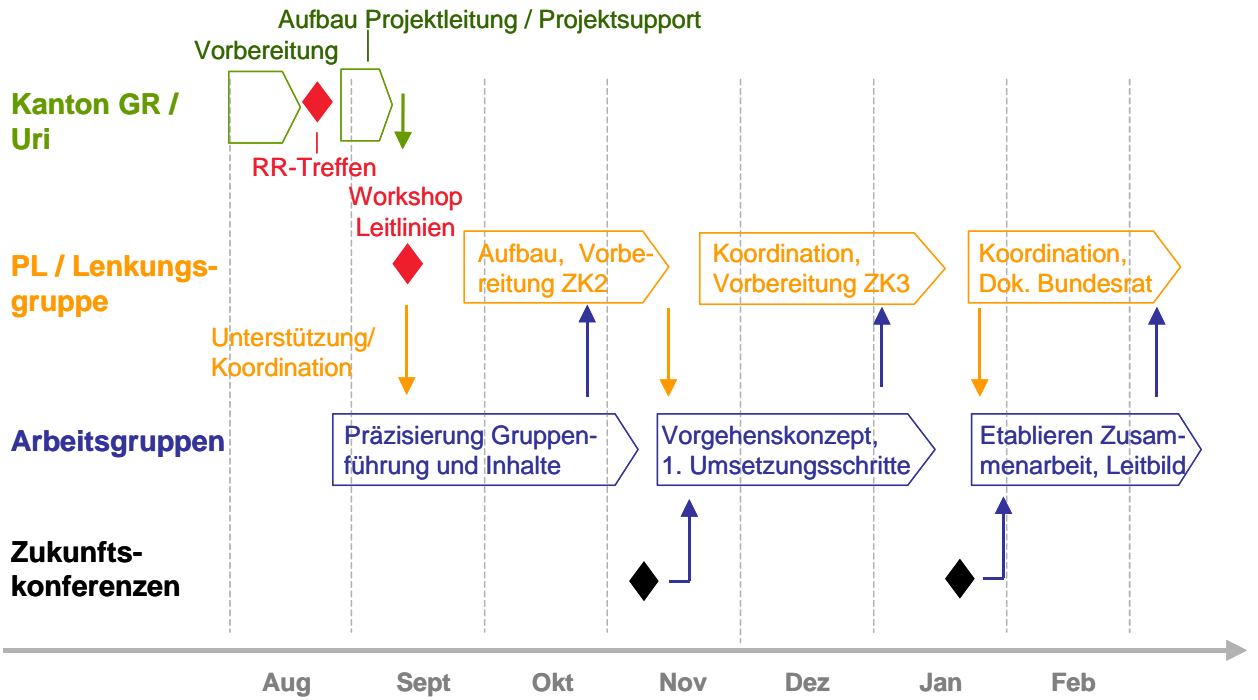 Aufbau Projektleitung / Projektsupport
Vorbereitung
Kanton GR /
Uri
RR-Treffen
Workshop
Leitlinien
PL / Lenkungs-
gruppe
Aufbau, Vorbe-
reitung ZK2
Koordination,
Vorbereitung ZK3
Koordination,
Dok. Bundesrat
Unterstützung/
Koordination
Arbeitsgruppen
Präzisierung Gruppen-
führung und Inhalte
Vorgehenskonzept,
1. Umsetzungsschritte
Etablieren Zusam-
menarbeit, Leitbild
Zukunfts-
konferenzen
Aug Sept Okt Nov Dez Jan Feb